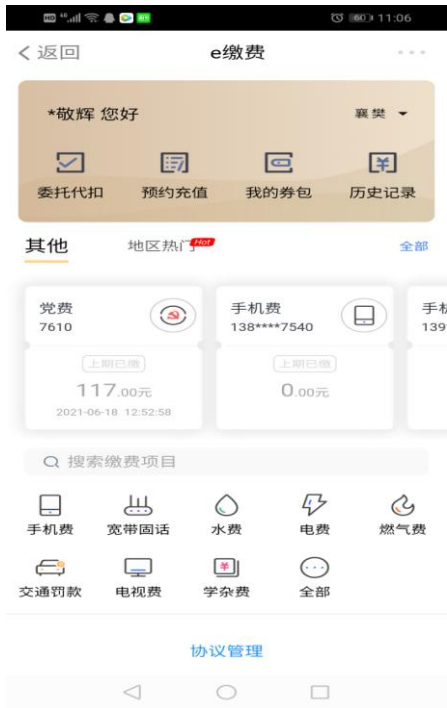 HD 46 60 11:06
返回 e缴费
*敬辉 您好 襄樊
委托代扣 预约充值 我的券包 历史记录
其他 地区热门 Hot 全部
党费 手机费 手机
7610 138****7540 139
上期已缴 上期已缴
117.00元 0.00元
2021-06-18 12:52:58
搜索缴费项目
手机费 宽带固话 水费 电费 燃气费
交通罚款 电视费 学杂费 全部
协议管理